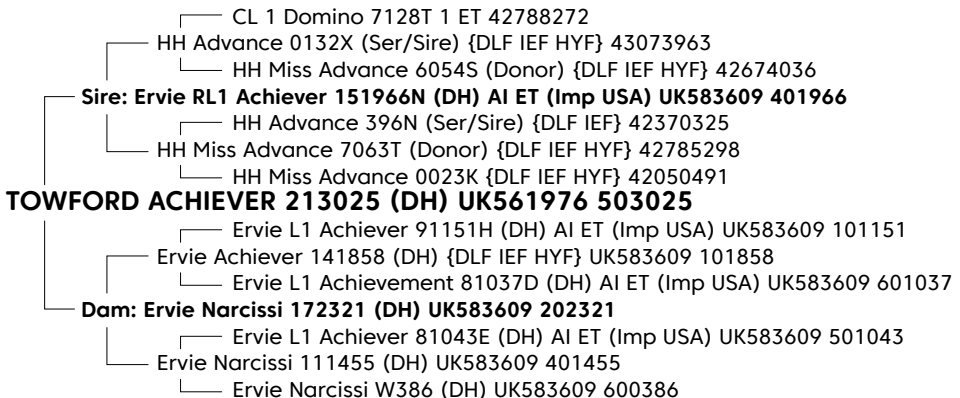 CL 1 Domino 7128T 1 ET 42788272
HH Advance 0132X (Ser/Sire) {DLF IEF HYF} 43073963
HH Miss Advance 6054S (Donor) {DLF IEF HYF} 42674036
Sire: Ervie RL1 Achiever 151966N (DH) AI ET (Imp USA) UK583609 401966
HH Advance 396N (Ser/Sire) {DLF IEF} 42370325
HH Miss Advance 7063T (Donor) {DLF IEF HYF} 42785298
HH Miss Advance 0023K {DLF IEF HYF} 42050491
TOWFORD ACHIEVER 213025 (DH) UK561976 503025
Ervie L1 Achiever 91151H (DH) AI ET (Imp USA) UK583609 101151
Ervie Achiever 141858 (DH) {DLF IEF HYF} UK583609 101858
Ervie L1 Achievement 81037D (DH) AI ET (Imp USA) UK583609 601037
Dam: Ervie Narcissi 172321 (DH) UK583609 202321
Ervie L1 Achiever 81043E (DH) AI ET (Imp USA) UK583609 501043
Ervie Narcissi 111455 (DH) UK583609 401455
Ervie Narcissi W386 (DH) UK583609 600386